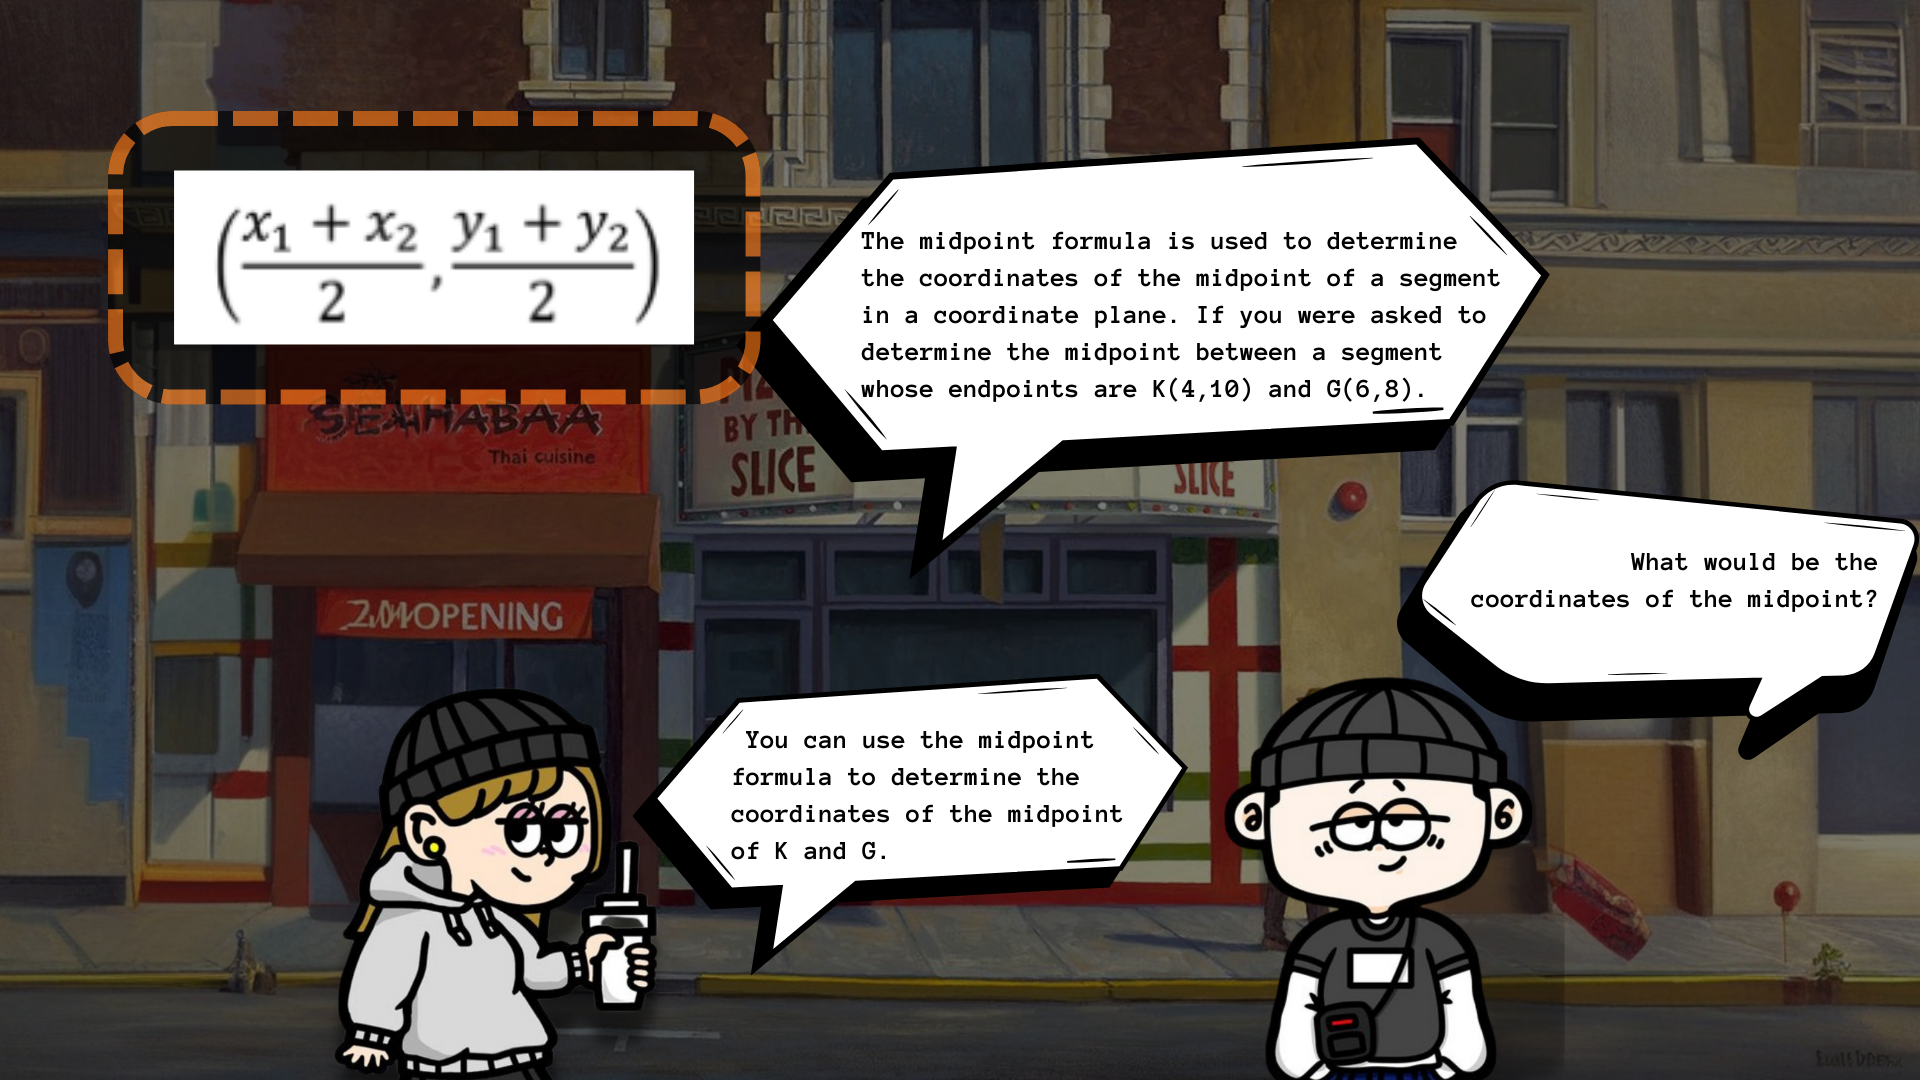 (x₁ + x₂ / 2 , y₁ + y₂ / 2)
The midpoint formula is used to determine
the coordinates of the midpoint of a segment
in a coordinate plane. If you were asked to
determine the midpoint between a segment
whose endpoints are K(4,10) and G(6,8).
What would be the
coordinates of the midpoint?
You can use the midpoint
formula to determine the
coordinates of the midpoint
of K and G.
Thai cuisine
BY TH
SLICE
SLICE
OPENING